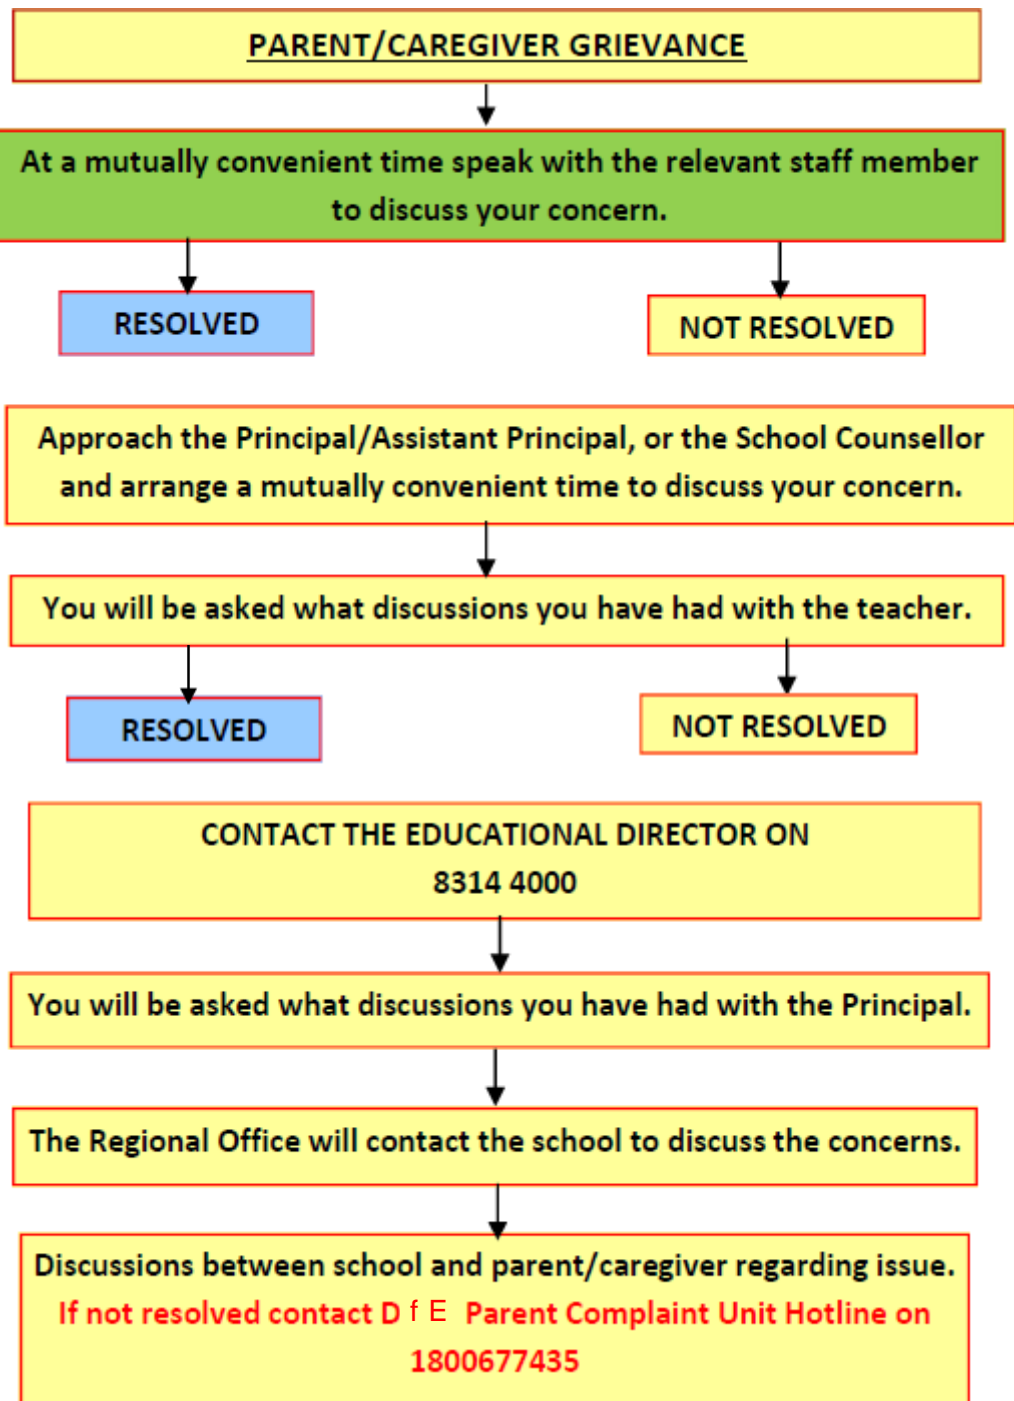 PARENT/CAREGIVER GRIEVANCE
At a mutually convenient time speak with the relevant staff member
to discuss your concern.
RESOLVED
NOT RESOLVED
Approach the Principal/Assistant Principal, or the School Counsellor
and arrange a mutually convenient time to discuss your concern.
You will be asked what discussions you have had with the teacher.
RESOLVED
NOT RESOLVED
CONTACT THE EDUCATIONAL DIRECTOR ON
8314 4000
You will be asked what discussions you have had with the Principal.
The Regional Office will contact the school to discuss the concerns.
Discussions between school and parent/caregiver regarding issue.
If not resolved contact D f E Parent Complaint Unit Hotline on
1800677435